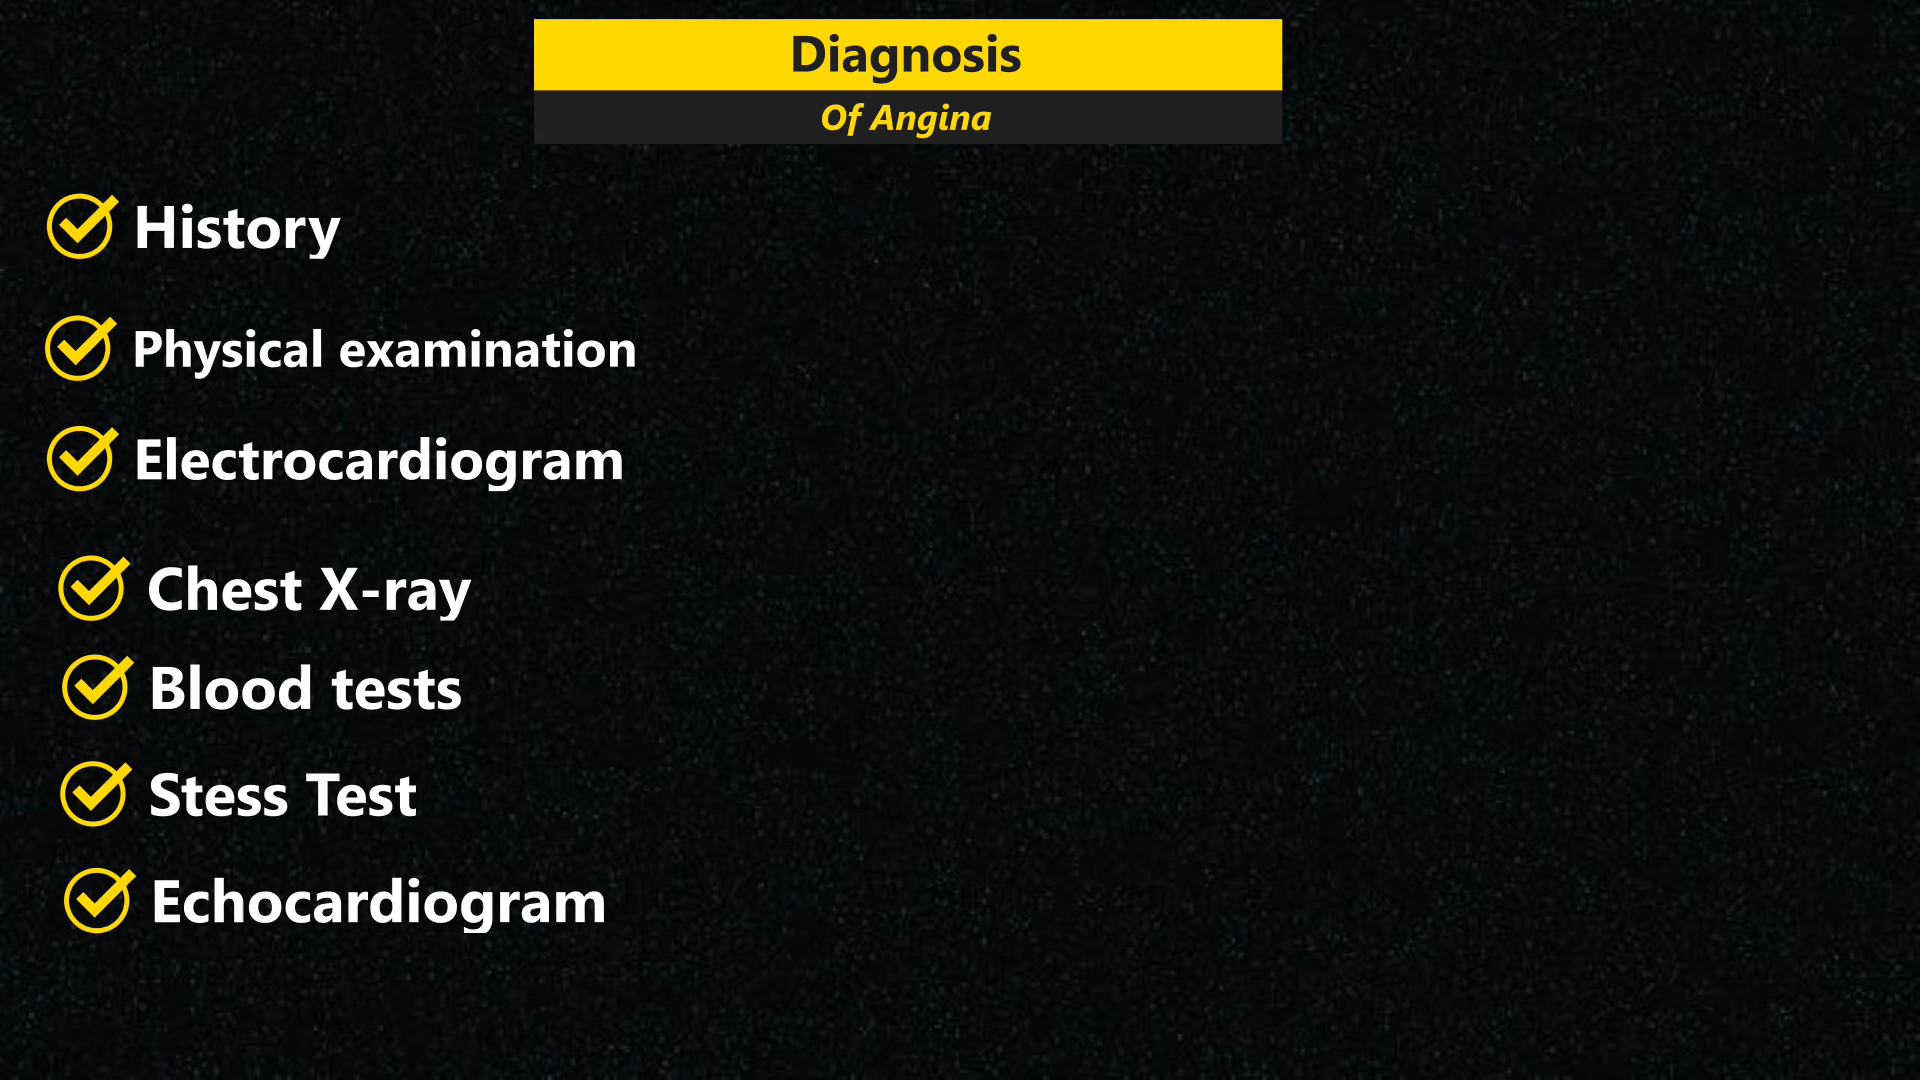 Diagnosis
Of Angina
History
Physical examination
Electrocardiogram
Chest X-ray
Blood tests
Stess Test
Echocardiogram